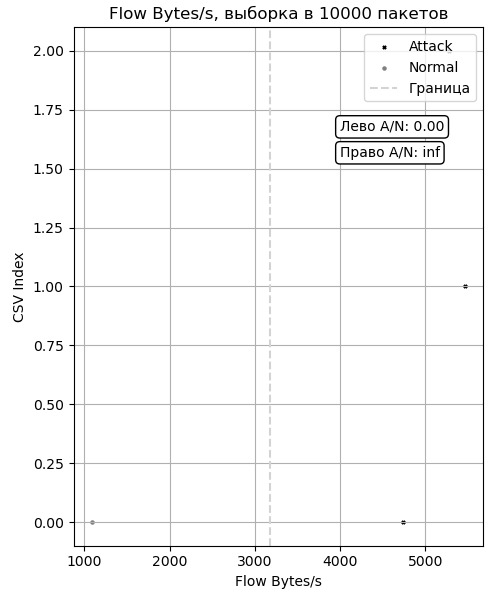 Flow Bytes/s, выборка в 10000 пакетов
Attack
Normal
Граница
Лево A/N: 0.00
Право A/N: inf
CSV Index
2.00
1.75
1.50
1.25
1.00
0.75
0.50
0.25
0.00
1000 2000 3000 4000 5000
Flow Bytes/s